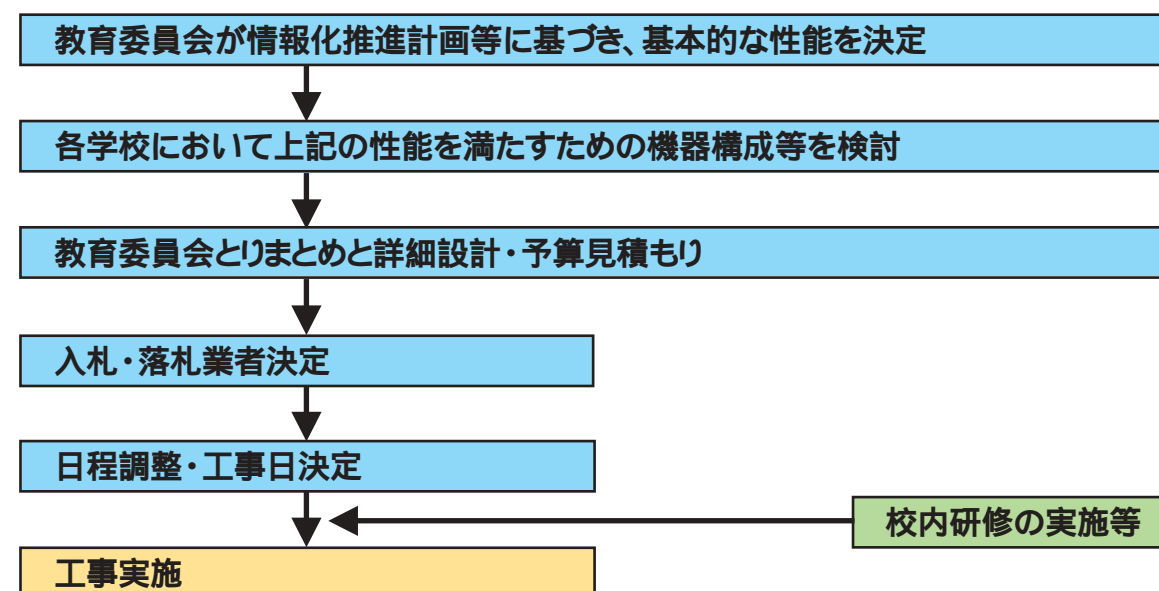 教育委員会が情報化推進計画等に基づき、基本的な性能を決定
各学校において上記の性能を満たすための機器構成等を検討
教育委員会とりまとめと詳細設計・予算見積もり
入札・落札業者決定
日程調整・工事日決定
校内研修の実施等
工事実施